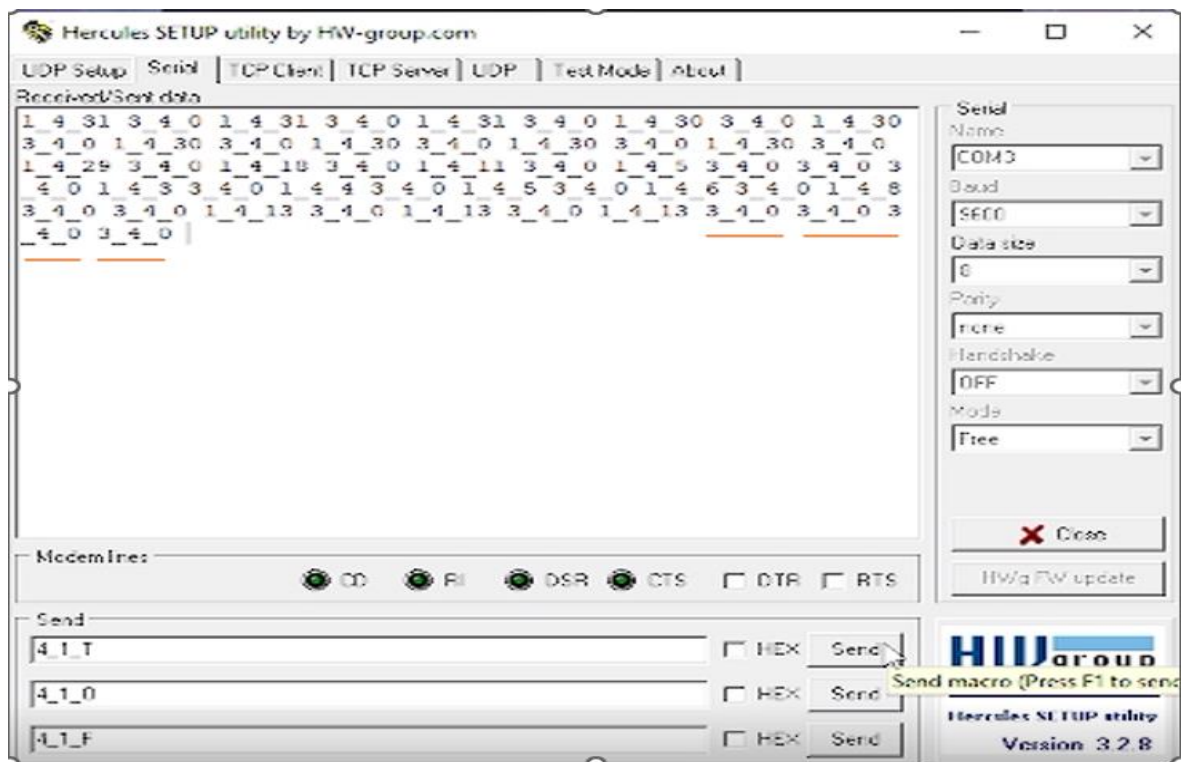 Hercules SETUP utility by HW-group.com
UDP Setup Serial TCP Client TCP Server UDP Test Mode About
Received/Sent data
1_4_31 3_4_0 1_4_31 3_4_0 1_4_31 3_4_0 1_4_30 3_4_0 1_4_30
3_4_0 1_4_30 3_4_0 1_4_30 3_4_0 1_4_30 3_4_0 1_4_30 3_4_0
1_4_29 3_4_0 1_4_18 3_4_0 1_4_11 3_4_0 1_4_5 3_4_0 3_4_0 3
_4_0 1_4_3 3_4_0 1_4_4 3_4_0 1_4_5 3_4_0 1_4_6 3_4_0 1_4_8
3_4_0 3_4_0 1_4_13 3_4_0 1_4_13 3_4_0 1_4_13 3_4_0 3_4_0 3
_4_0 3_4_0
Serial
Name
COM3
Baud
9600
Data size
8
Parity
none
Handshake
OFF
Mode
Free
Close
HWg FW update
Modem lines
CD RI DSR CTS DTR RTS
Send
4_1_T HEX Send
4_1_0 HEX Send
4_1_F HEX Send
HW group
Send macro (Press F1 to send
Hercules SETUP utility
Version 3.2.8